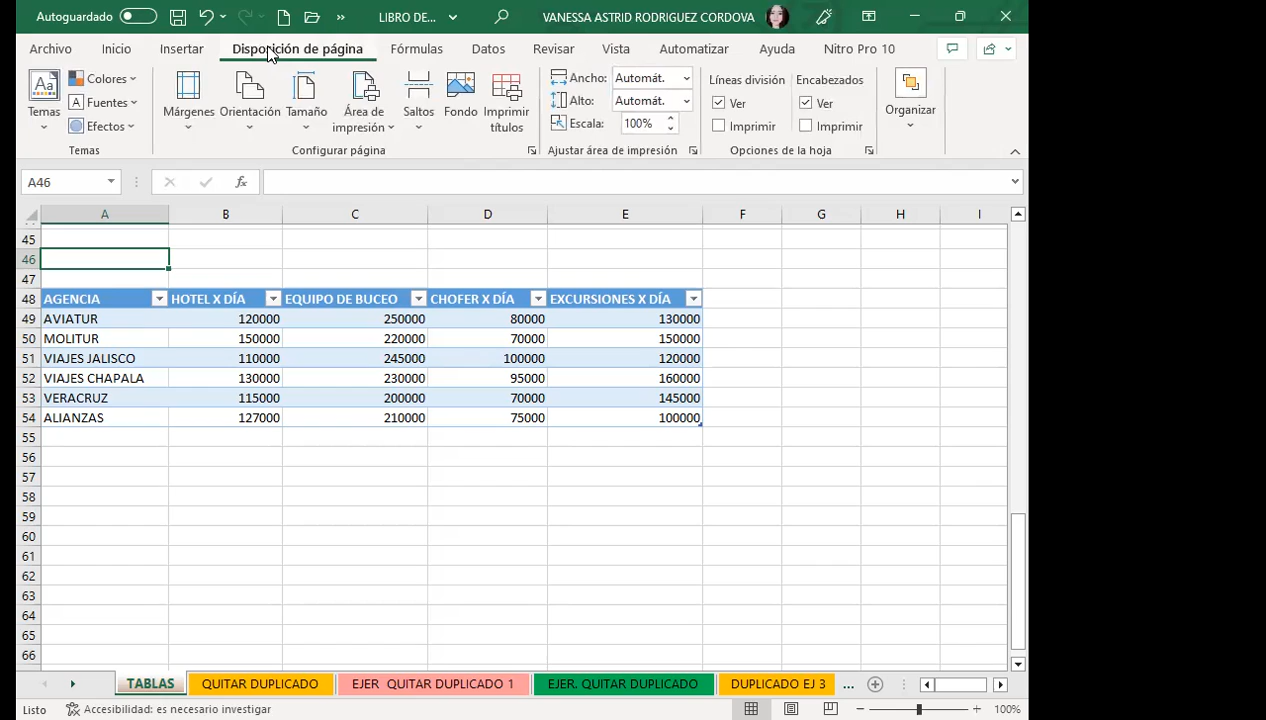 Autoguardado LIBRO DE... VANESSA ASTRID RODRIGUEZ CORDOVA
Archivo Inicio Insertar Disposición de página Fórmulas Datos Revisar Vista Automatizar Ayuda Nitro Pro 10
Aa Temas
Colores
Fuentes
Efectos
Temas
Márgenes Orientación Tamaño Área de impresión Saltos Fondo Imprimir títulos
Configurar página
Ancho: Automát.
Alto: Automát.
Escala: 100%
Ajustar área de impresión
Líneas división Encabezados
Ver Ver
Imprimir Imprimir
Opciones de la hoja
Organizar
A46 fx
A B C D E F G H I
45
46
47
48 AGENCIA HOTEL X DÍA EQUIPO DE BUCEO CHOFER X DÍA EXCURSIONES X DÍA
49 AVIATUR 120000 250000 80000 130000
50 MOLITUR 150000 220000 70000 150000
51 VIAJES JALISCO 110000 245000 100000 120000
52 VIAJES CHAPALA 130000 230000 95000 160000
53 VERACRUZ 115000 200000 70000 145000
54 ALIANZAS 127000 210000 75000 100000
55
56
57
58
59
60
61
62
63
64
65
66
TABLAS QUITAR DUPLICADO EJER QUITAR DUPLICADO 1 EJER. QUITAR DUPLICADO DUPLICADO EJ 3 ...
Listo Accesibilidad: es necesario investigar 100%